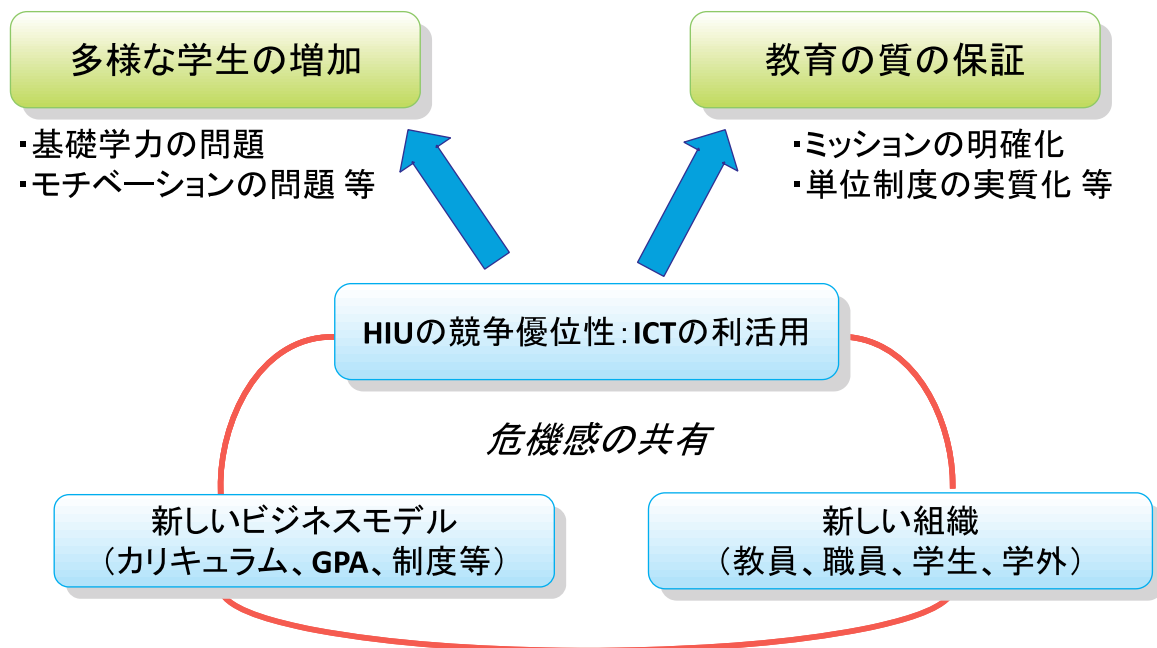 多様な学生の増加
・基礎学力の問題
・モチベーションの問題 等
教育の質の保証
・ミッションの明確化
・単位制度の実質化 等
HIUの競争優位性：ICTの利活用
危機感の共有
新しいビジネスモデル
（カリキュラム、GPA、制度等）
新しい組織
（教員、職員、学生、学外）